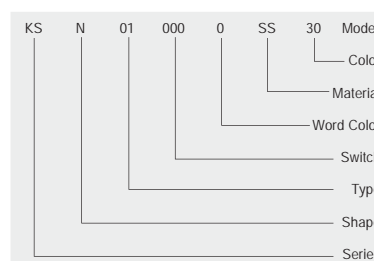 KS N 01 000 0 SS 30 Mode
Colo
Materia
Word Colo
Switc
Typ
Shap
Serie